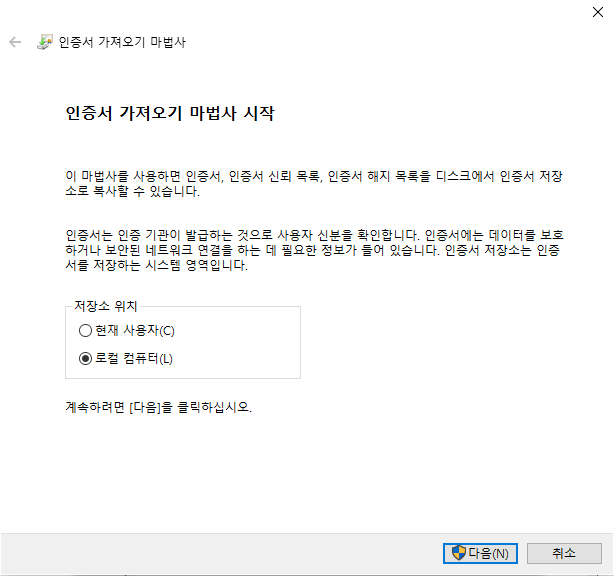 인증서 가져오기 마법사
인증서 가져오기 마법사 시작
이 마법사를 사용하면 인증서, 인증서 신뢰 목록, 인증서 해지 목록을 디스크에서 인증서 저장
소로 복사할 수 있습니다.
인증서는 인증 기관이 발급하는 것으로 사용자 신분을 확인합니다. 인증서에는 데이터를 보호
하거나 보안된 네트워크 연결을 하는 데 필요한 정보가 들어 있습니다. 인증서 저장소는 인증
서를 저장하는 시스템 영역입니다.
저장소 위치
현재 사용자(C)
로컬 컴퓨터(L)
계속하려면 [다음]을 클릭하십시오.
다음(N)
취소